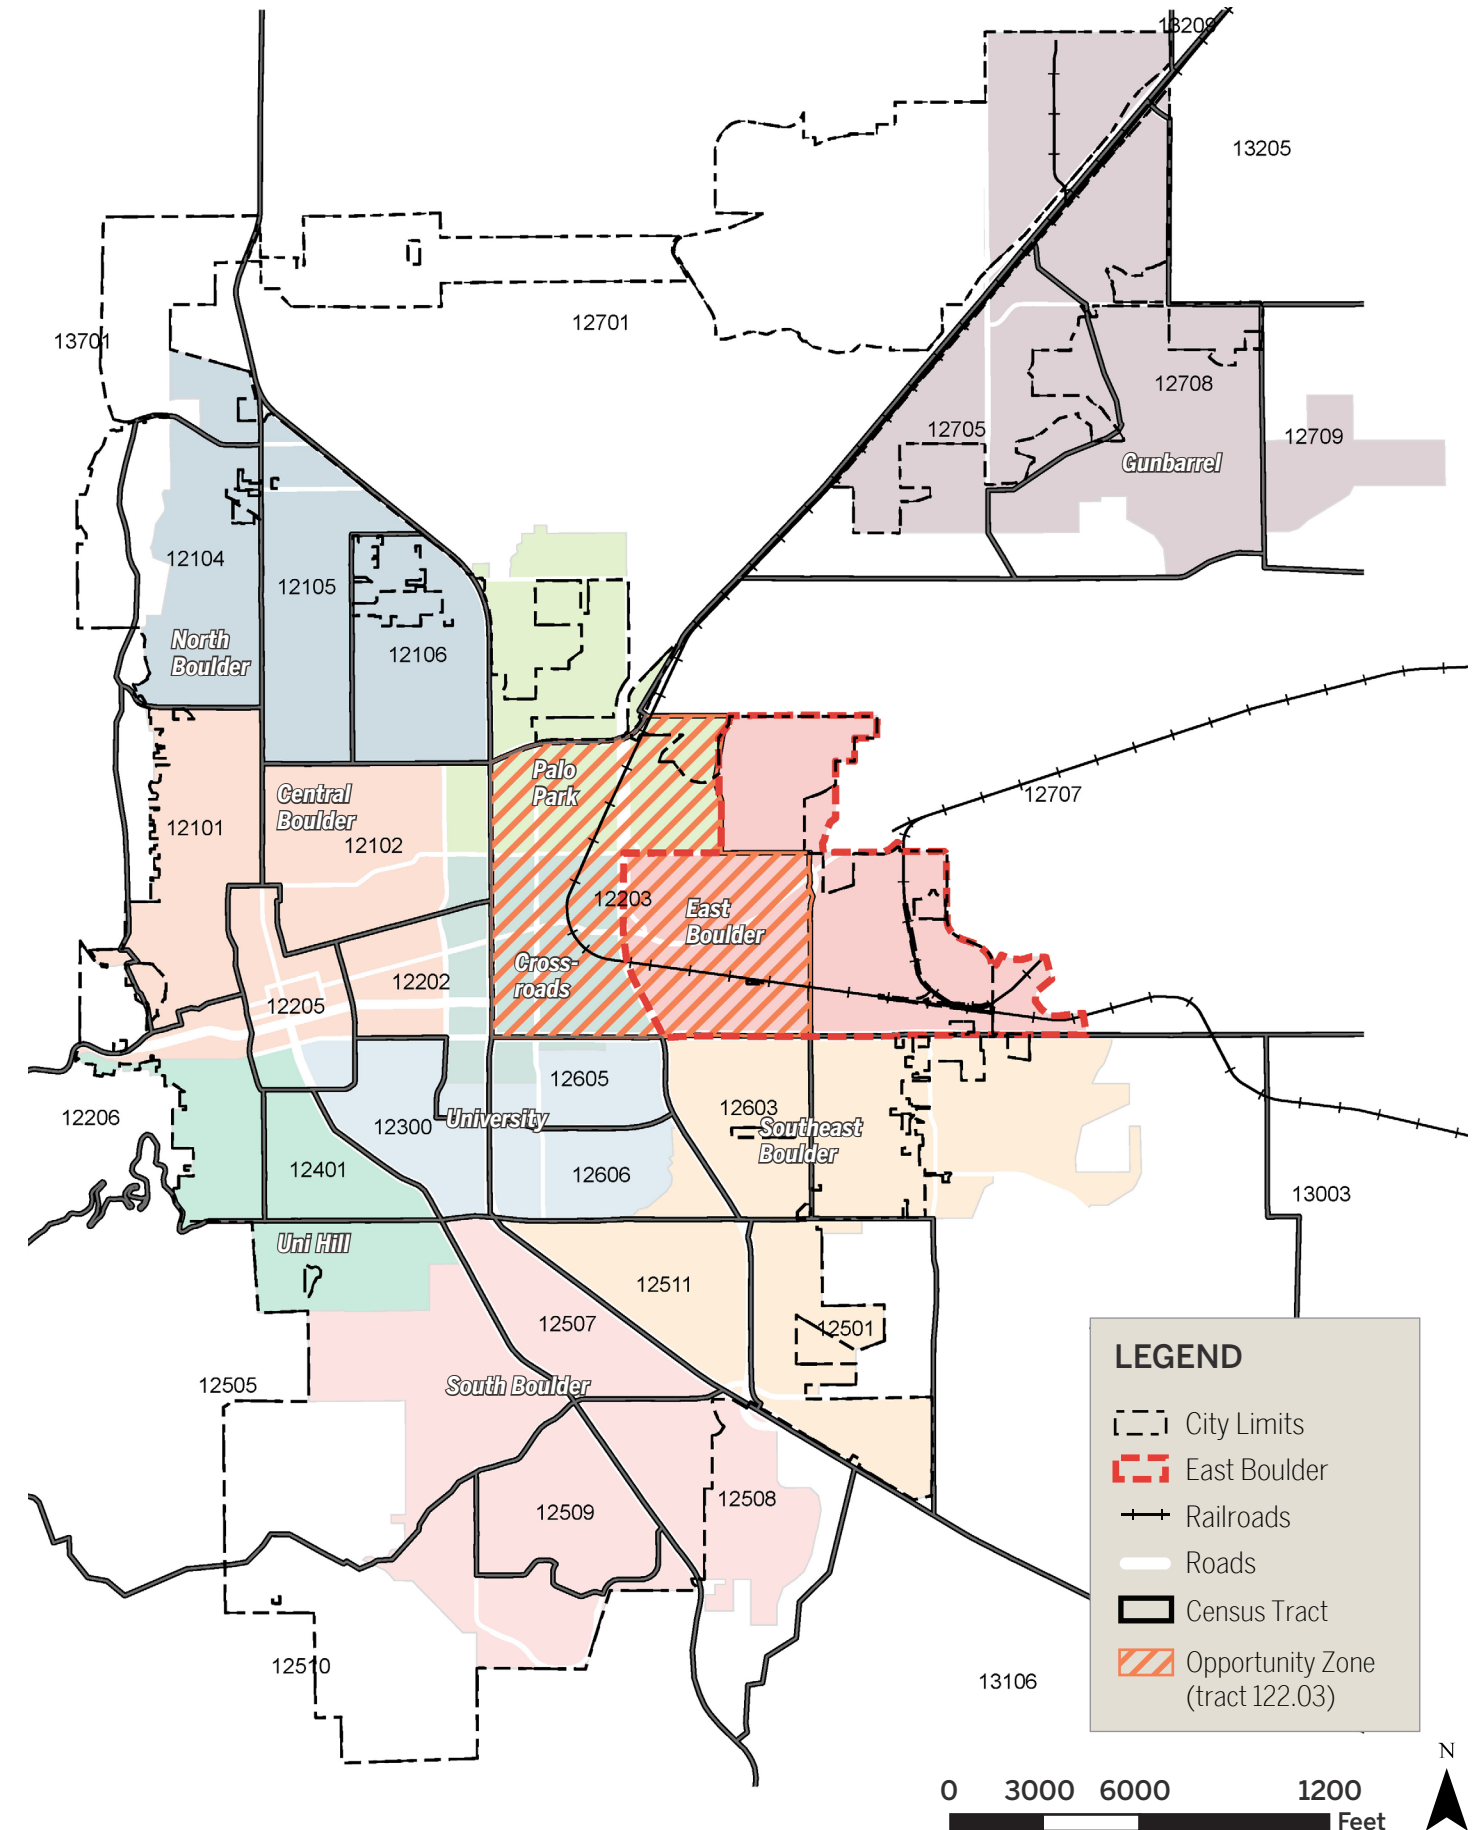 13209
13205
12701
13701
12708
12705
12709
Gunbarrel
12104
12105
North
Boulder
12106
Palo
Park
12707
Central
Boulder
12101
12102
12203
East
Boulder
Cross-
roads
12202
12205
12605
12206
12300
University
12603
Southeast
Boulder
12401
12606
13003
Uni Hill
12511
12507
12501
12505
South Boulder
12508
12509
12510
13106
LEGEND
City Limits
East Boulder
Railroads
Roads
Census Tract
Opportunity Zone
(tract 122.03)
N
0 3000 6000 1200
Feet